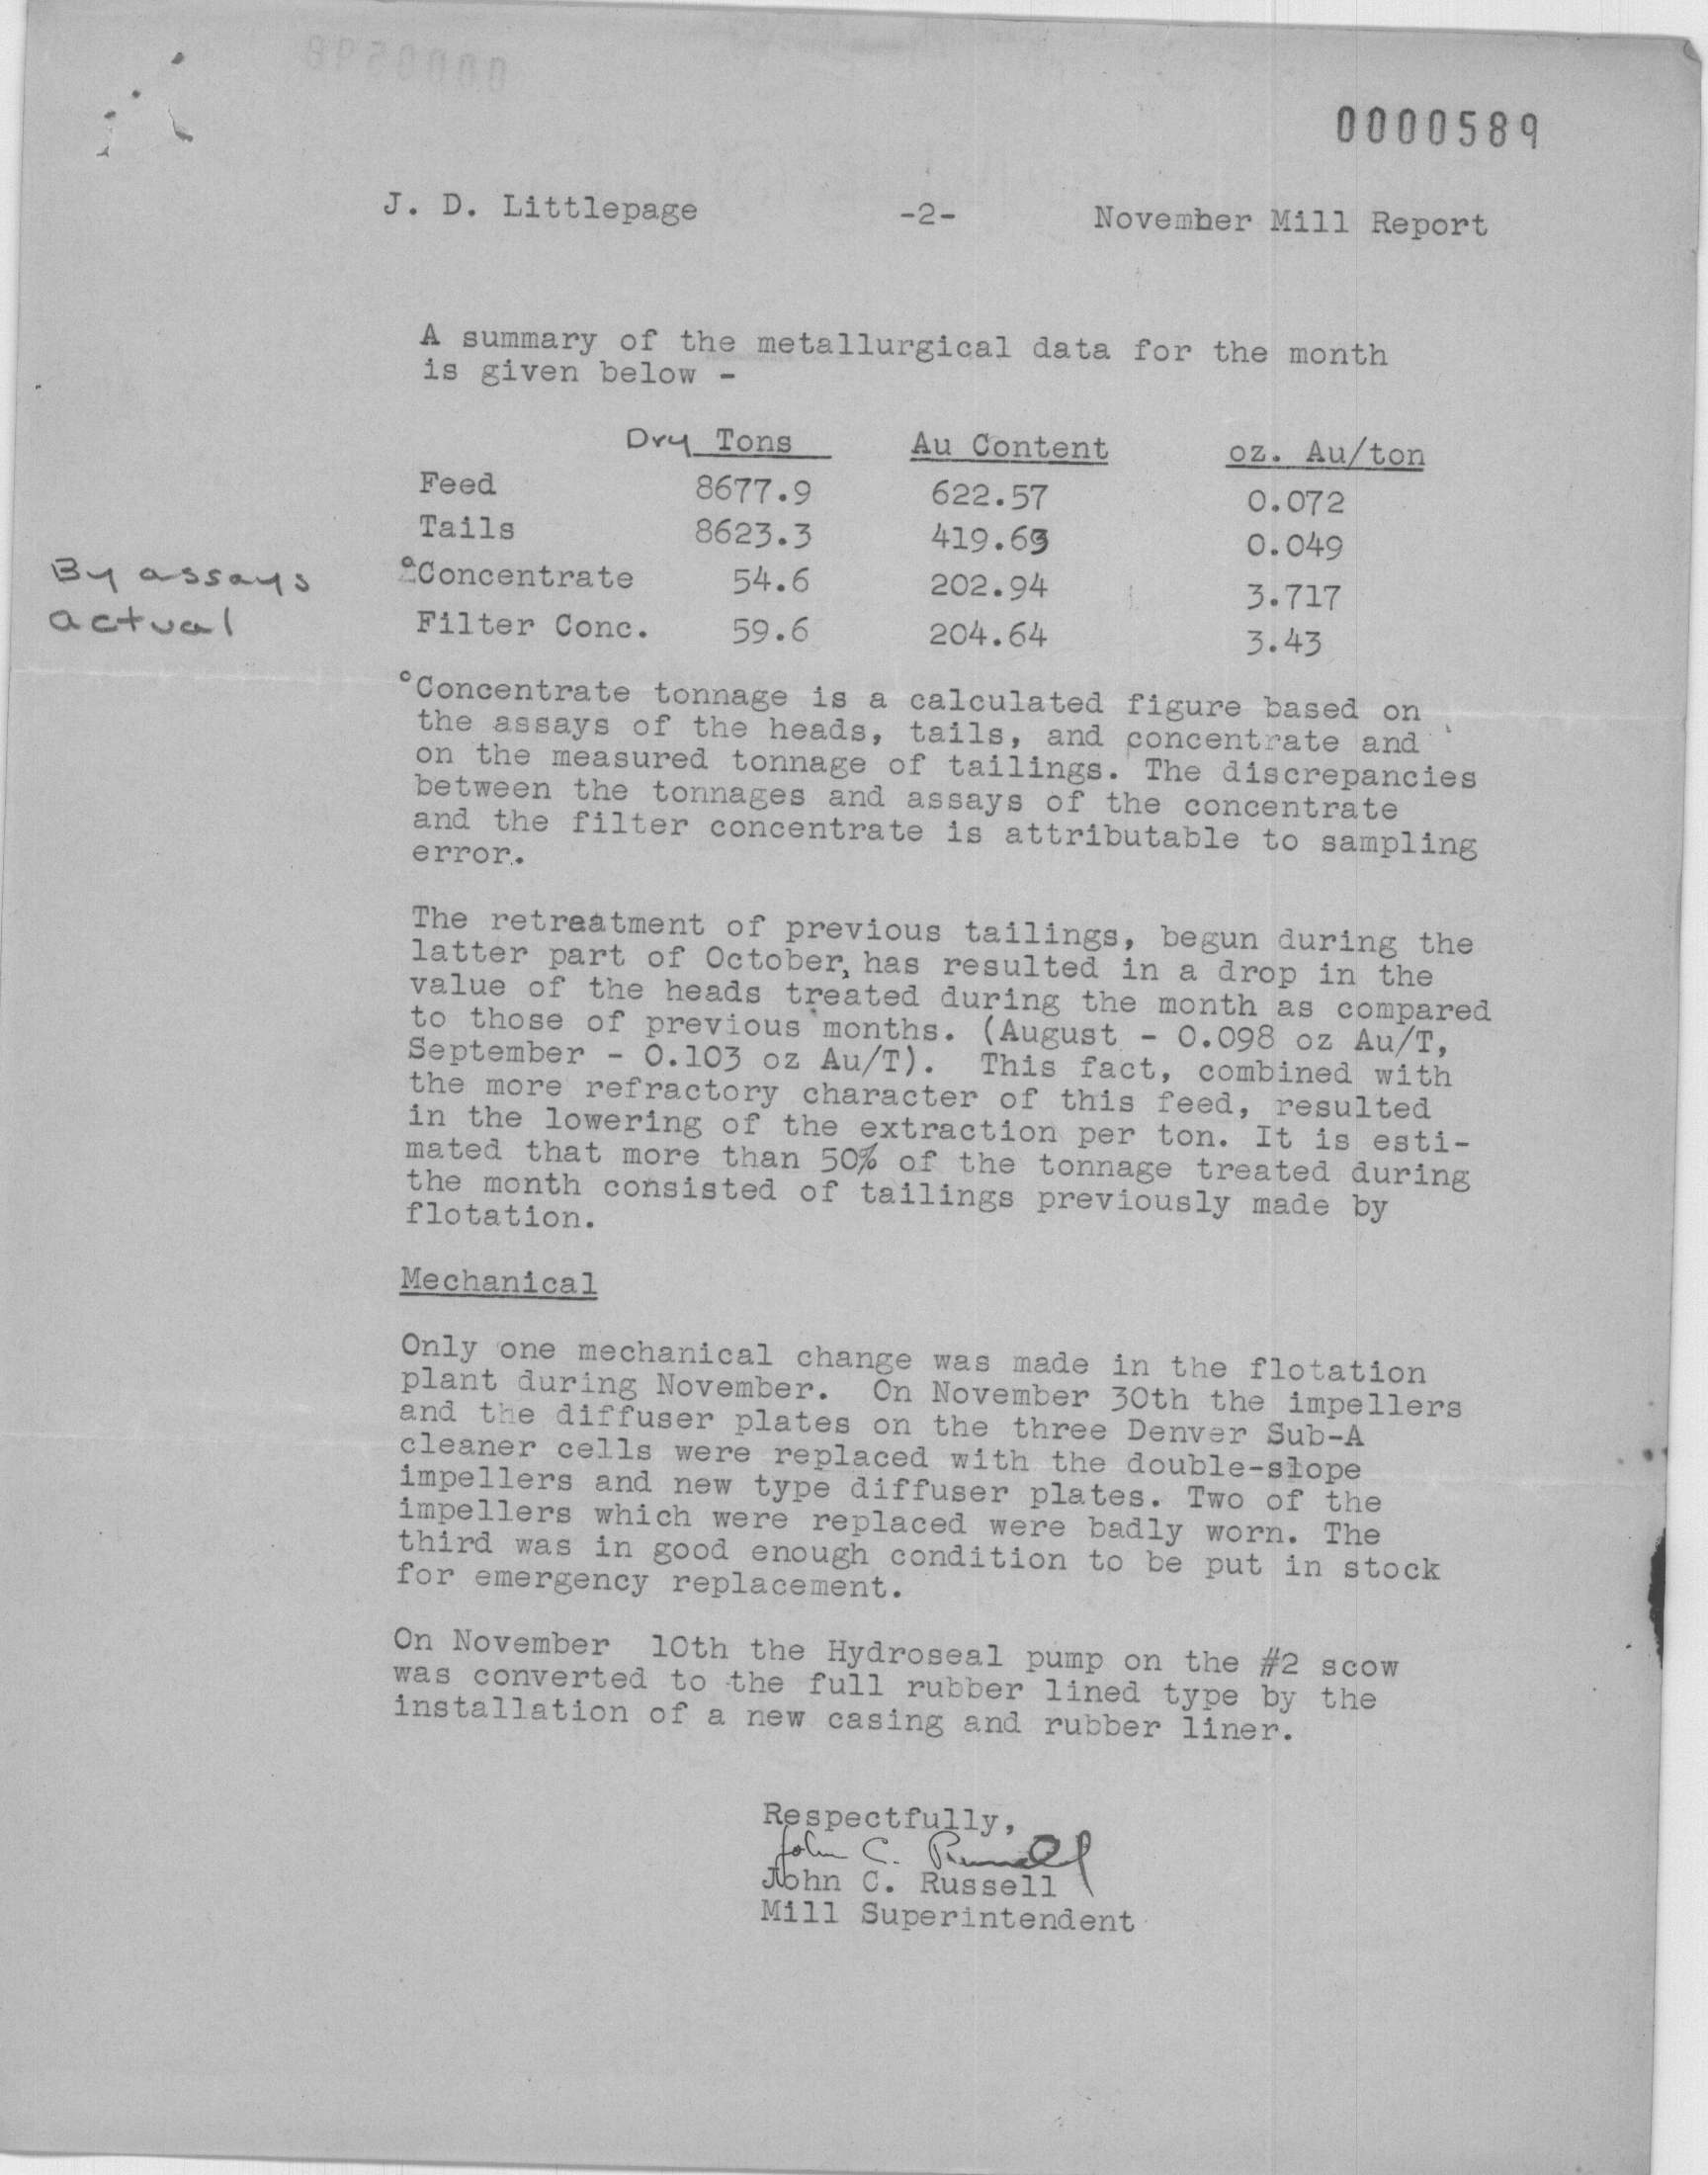 0000589
J. D. Littlepage -2- November Mill Report
A summary of the metallurgical data for the month
is given below -
Dry Tons Au Content oz. Au/ton
Feed 8677.9 622.57 0.072
Tails 8623.3 419.63 0.049
By assays °Concentrate 54.6 202.94 3.717
actual Filter Conc. 59.6 204.64 3.43
°Concentrate tonnage is a calculated figure based on
the assays of the heads, tails, and concentrate and
on the measured tonnage of tailings. The discrepancies
between the tonnages and assays of the concentrate
and the filter concentrate is attributable to sampling
error.
The retreatment of previous tailings, begun during the
latter part of October, has resulted in a drop in the
value of the heads treated during the month as compared
to those of previous months. (August - 0.098 oz Au/T,
September - 0.103 oz Au/T). This fact, combined with
the more refractory character of this feed, resulted
in the lowering of the extraction per ton. It is esti-
mated that more than 50% of the tonnage treated during
the month consisted of tailings previously made by
flotation.
Mechanical
Only one mechanical change was made in the flotation
plant during November. On November 30th the impellers
and the diffuser plates on the three Denver Sub-A
cleaner cells were replaced with the double-slope
impellers and new type diffuser plates. Two of the
impellers which were replaced were badly worn. The
third was in good enough condition to be put in stock
for emergency replacement.
On November 10th the Hydroseal pump on the #2 scow
was converted to the full rubber lined type by the
installation of a new casing and rubber liner.
Respectfully,
John C. Russell
John C. Russell
Mill Superintendent